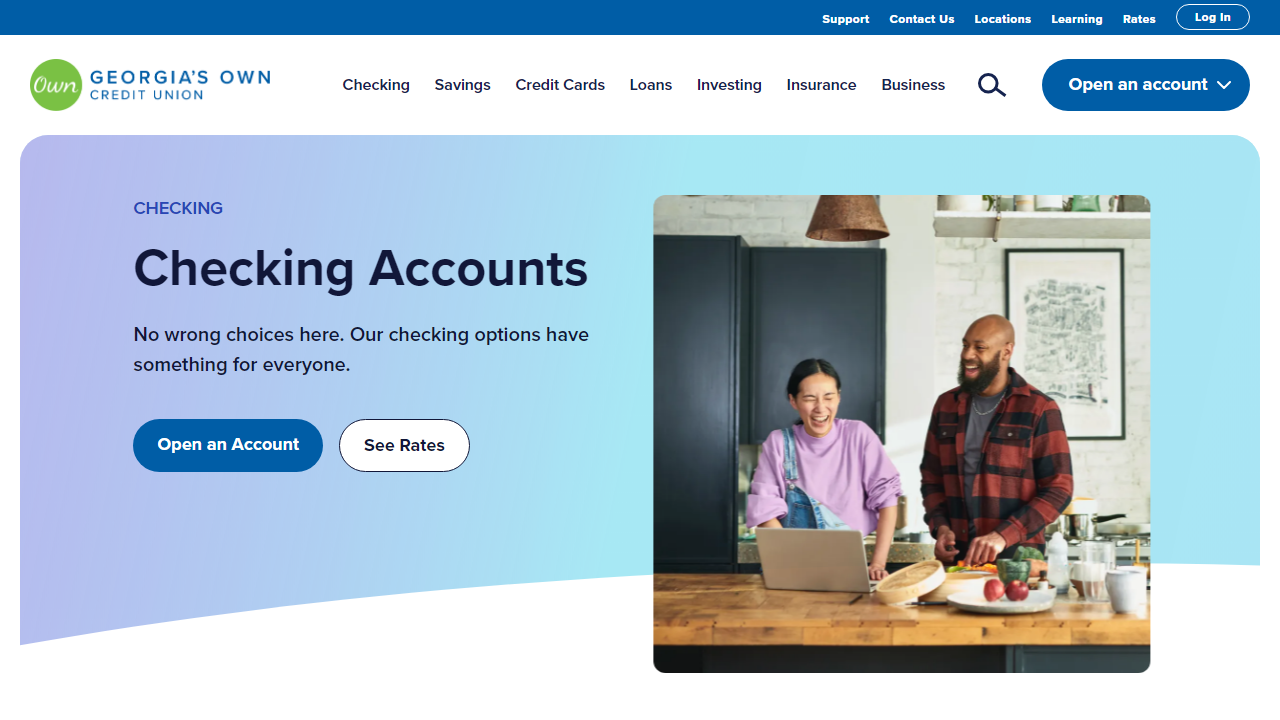 Support Contact Us Locations Learning Rates Log In
Own GEORGIA'S OWN
CREDIT UNION
Checking Savings Credit Cards Loans Investing Insurance Business Open an account
CHECKING
Checking Accounts
No wrong choices here. Our checking options have
something for everyone.
Open an Account See Rates